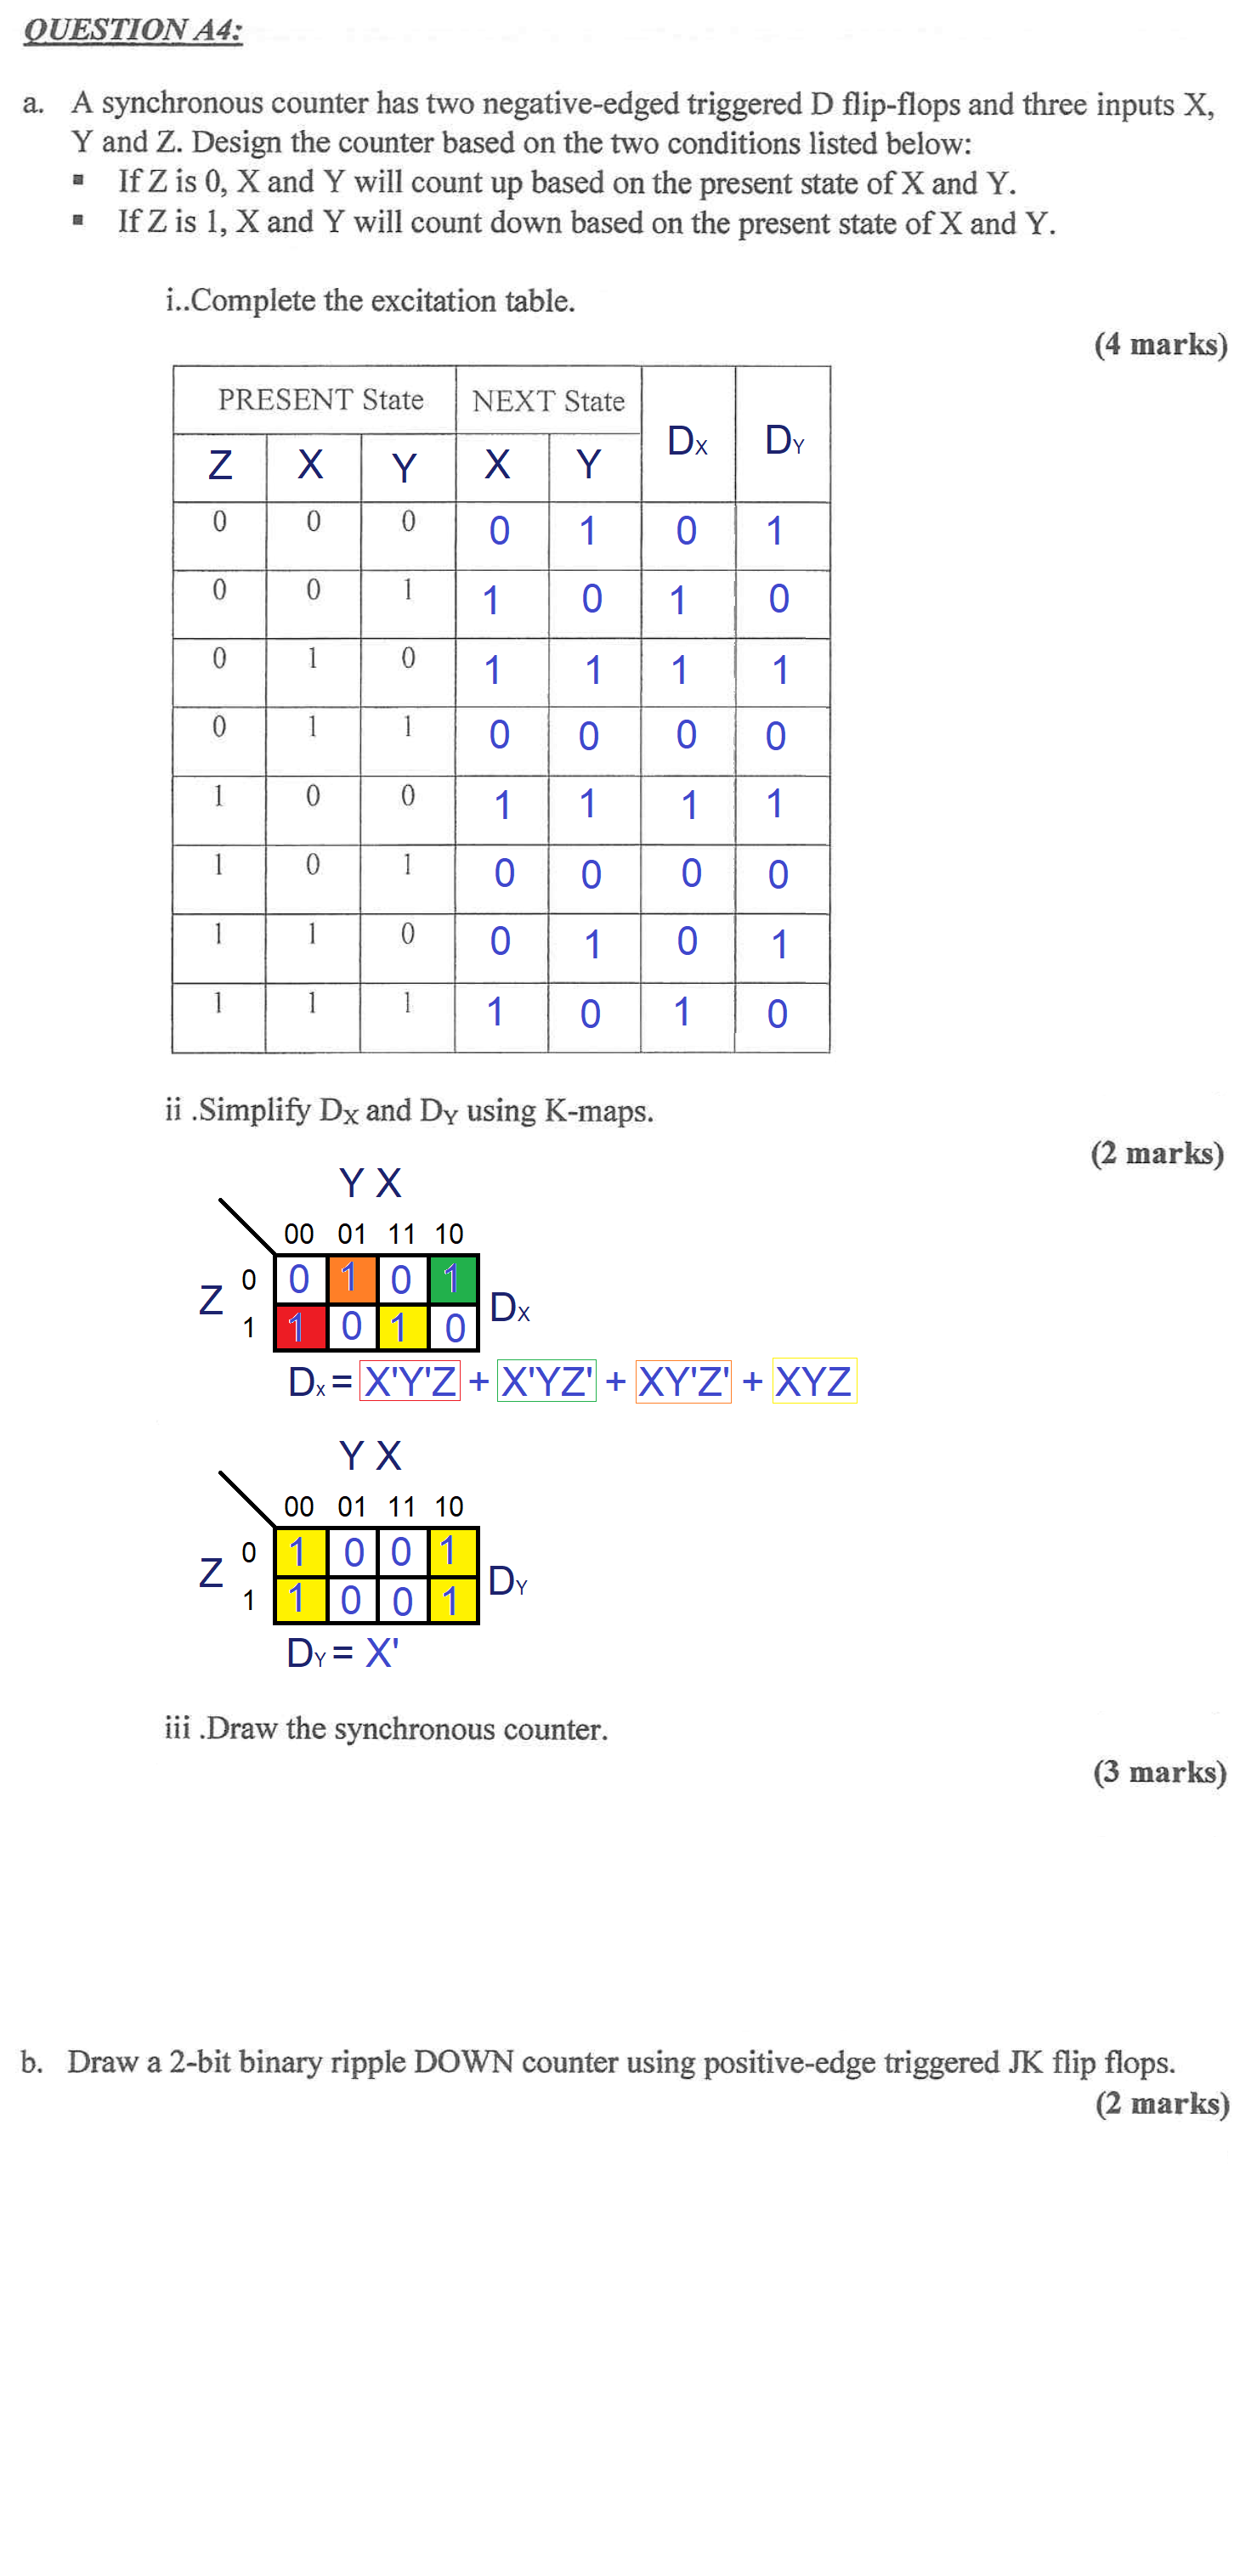 QUESTION A4:
a. A synchronous counter has two negative-edged triggered D flip-flops and three inputs X,
Y and Z. Design the counter based on the two conditions listed below:
▪ If Z is 0, X and Y will count up based on the present state of X and Y.
▪ If Z is 1, X and Y will count down based on the present state of X and Y.
i..Complete the excitation table.
(4 marks)
PRESENT State NEXT State
DX DY
Z X Y X Y
0 0 0 0 1 0 1
0 0 1 1 0 1 0
0 1 0 1 1 1 1
0 1 1 0 0 0 0
1 0 0 1 1 1 1
1 0 1 0 0 0 0
1 1 0 0 1 0 1
1 1 1 1 0 1 0
ii .Simplify DX and DY using K-maps.
(2 marks)
Y X
00 01 11 10
0 0 1 0 1
Z DX
1 1 0 1 0
Dx = X'Y'Z + X'YZ' + XY'Z' + XYZ
Y X
00 01 11 10
0 1 0 0 1
Z DY
1 1 0 0 1
DY = X'
iii .Draw the synchronous counter.
(3 marks)
b. Draw a 2-bit binary ripple DOWN counter using positive-edge triggered JK flip flops.
(2 marks)